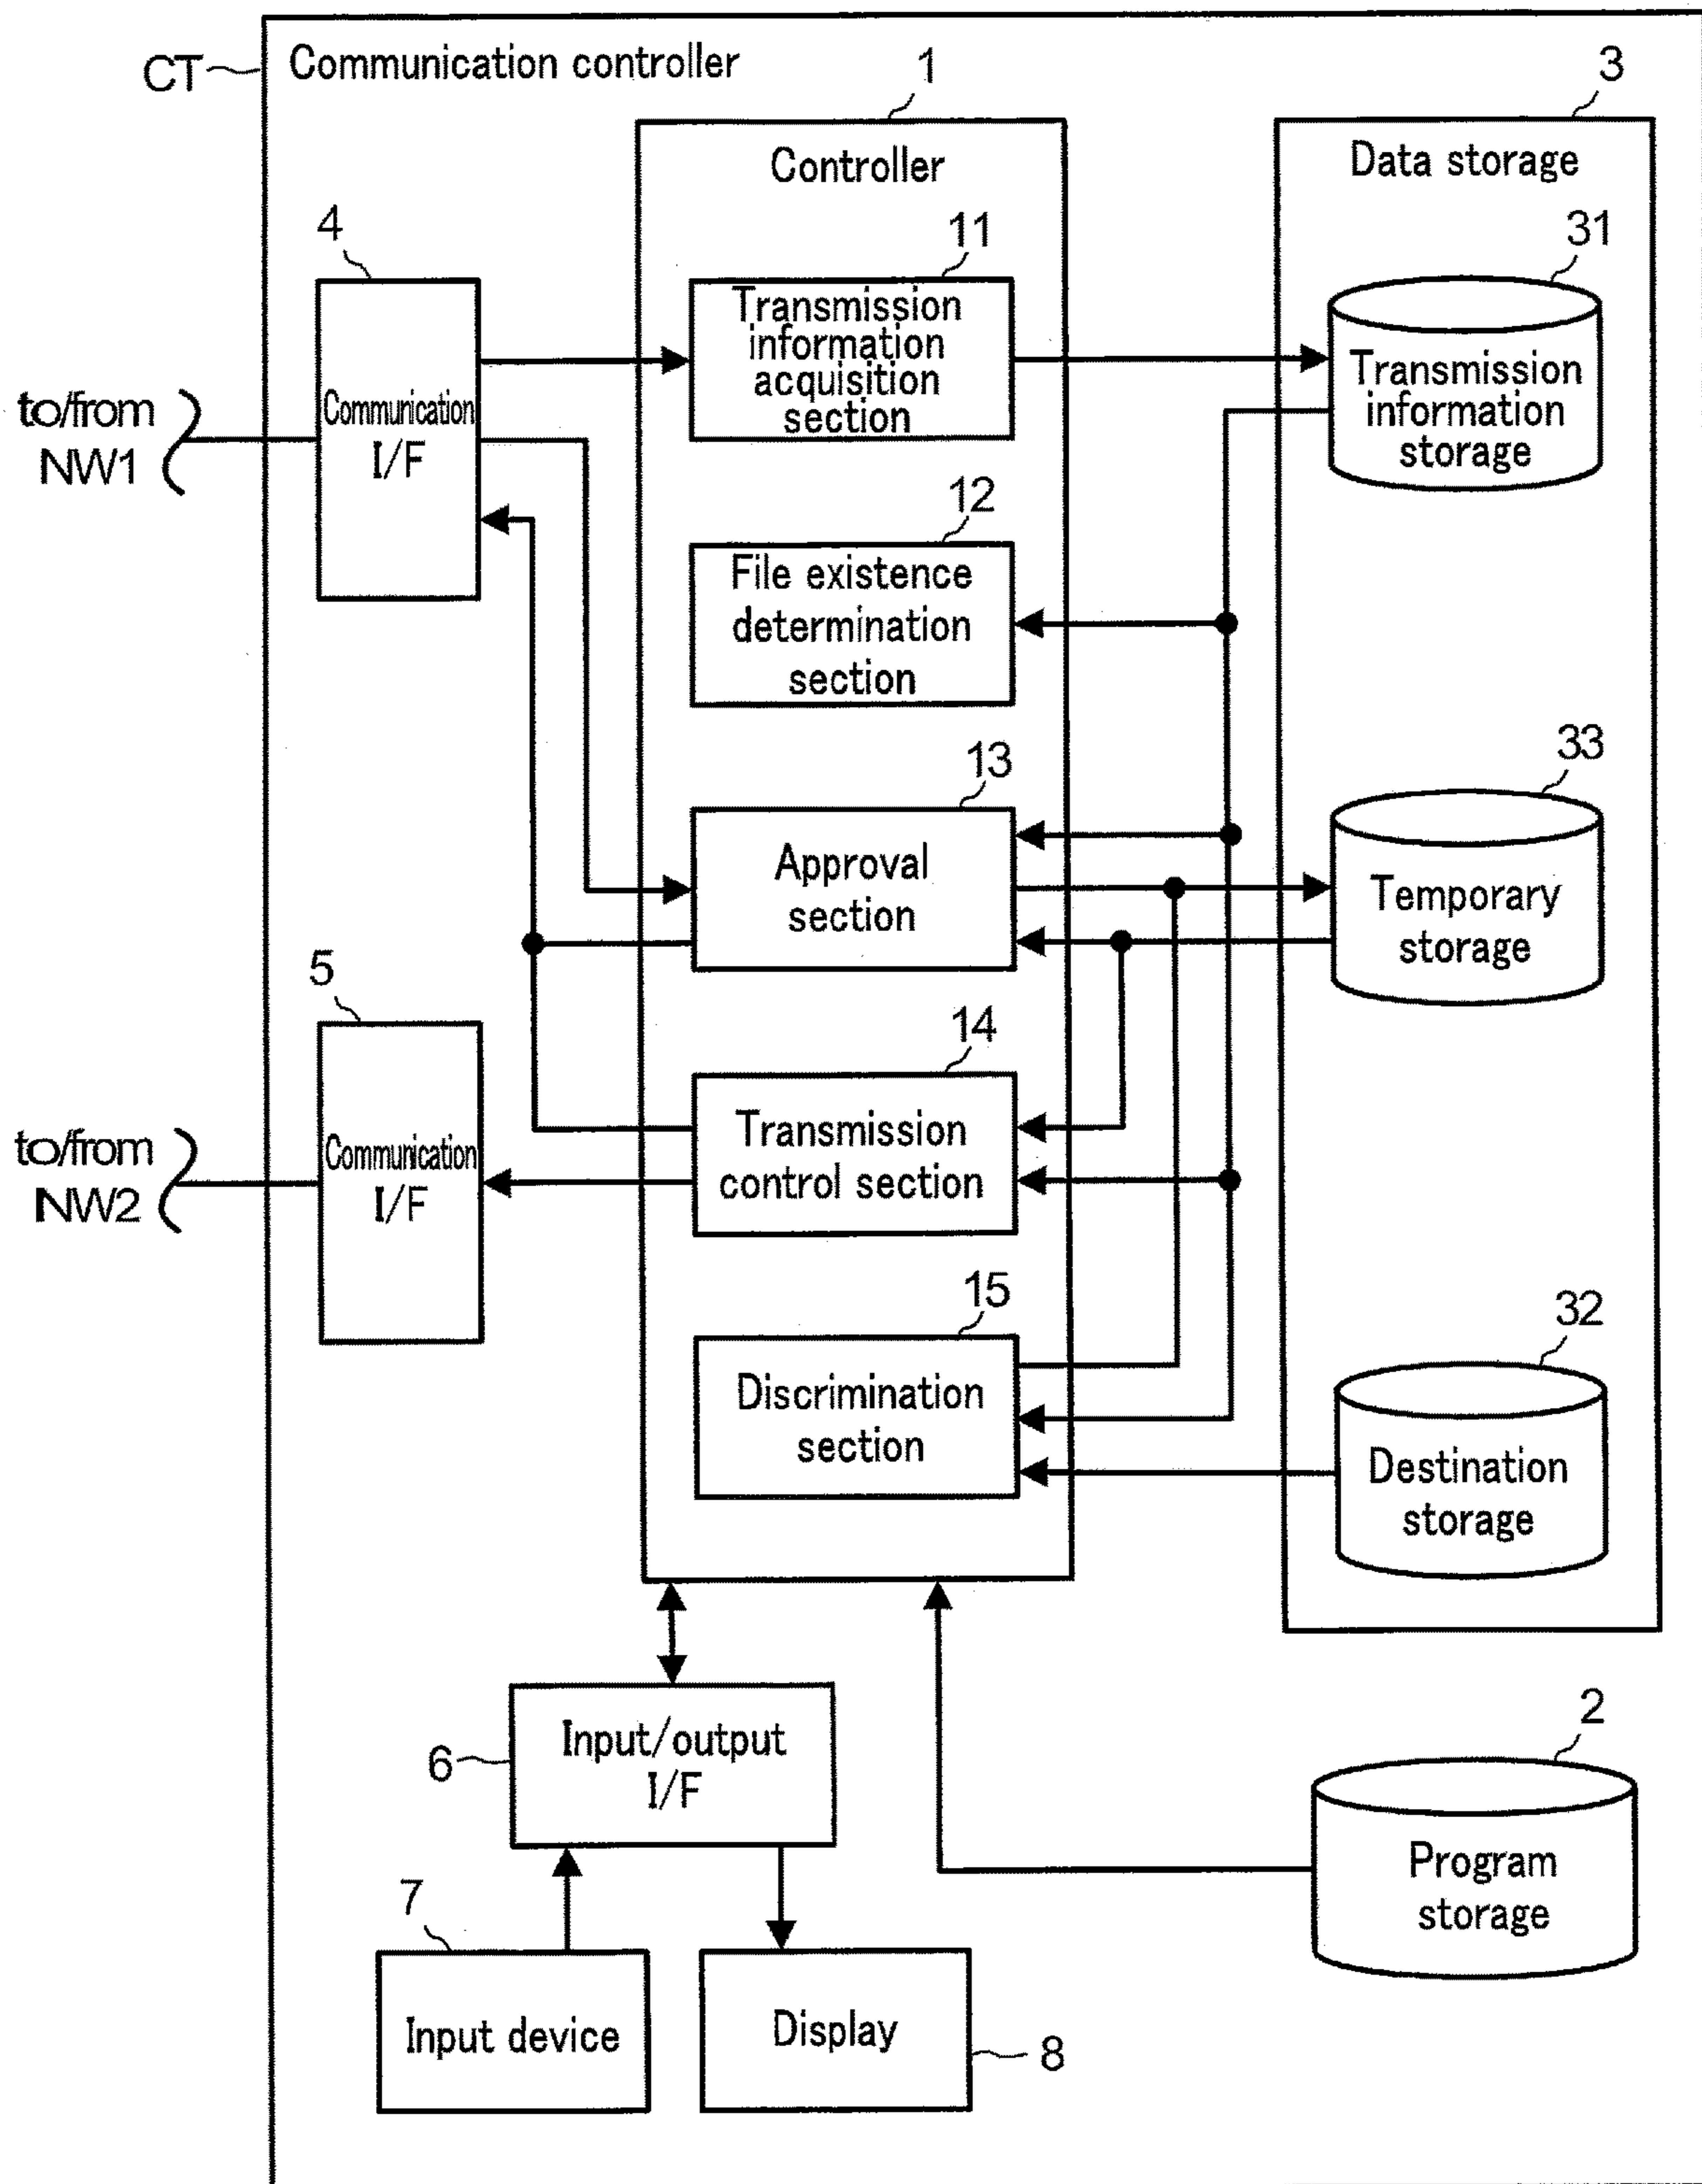 CT
Communication controller
1
3
Controller
Data storage
4
11
31
Transmission
information
acquisition
section
Transmission
information
storage
to/from
NW1
Communication
I/F
12
File existence
determination
section
13
33
Approval
section
Temporary
storage
5
14
to/from
NW2
Communication
I/F
Transmission
control section
15
32
Discrimination
section
Destination
storage
6
Input/output
I/F
2
Program
storage
7
Input device
Display
8